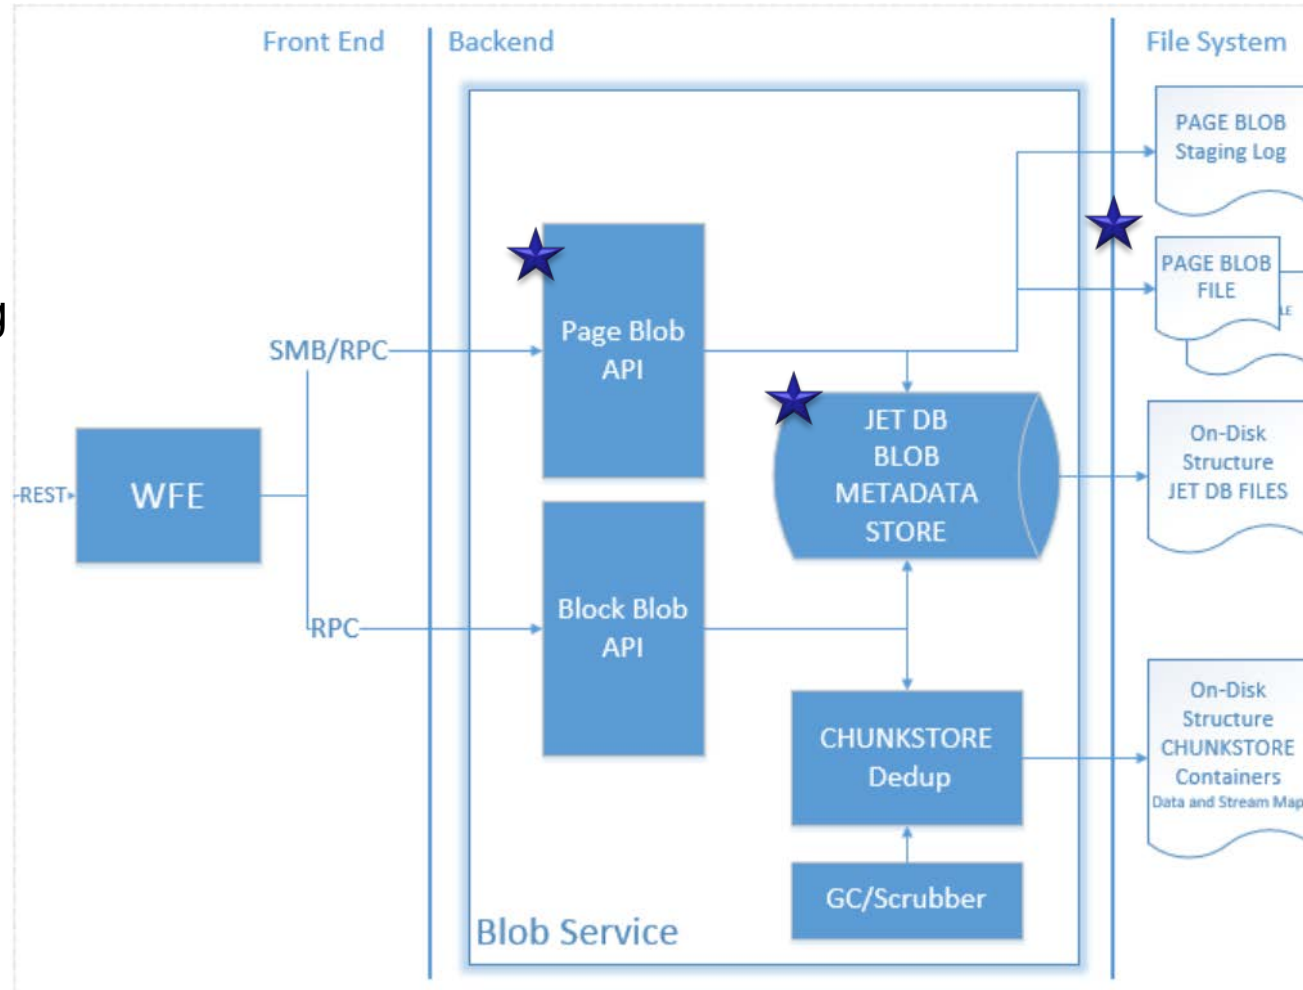 Front End
Backend
File System
PAGE BLOB
Staging Log
PAGE BLOB
FILE
LE
g
SMB/RPC
Page Blob
API
JET DB
BLOB
METADATA
STORE
On-Disk
Structure
JET DB FILES
REST
WFE
RPC
Block Blob
API
CHUNKSTORE
Dedup
On-Disk
Structure
CHUNKSTORE
Containers
Data and Stream Map
GC/Scrubber
Blob Service